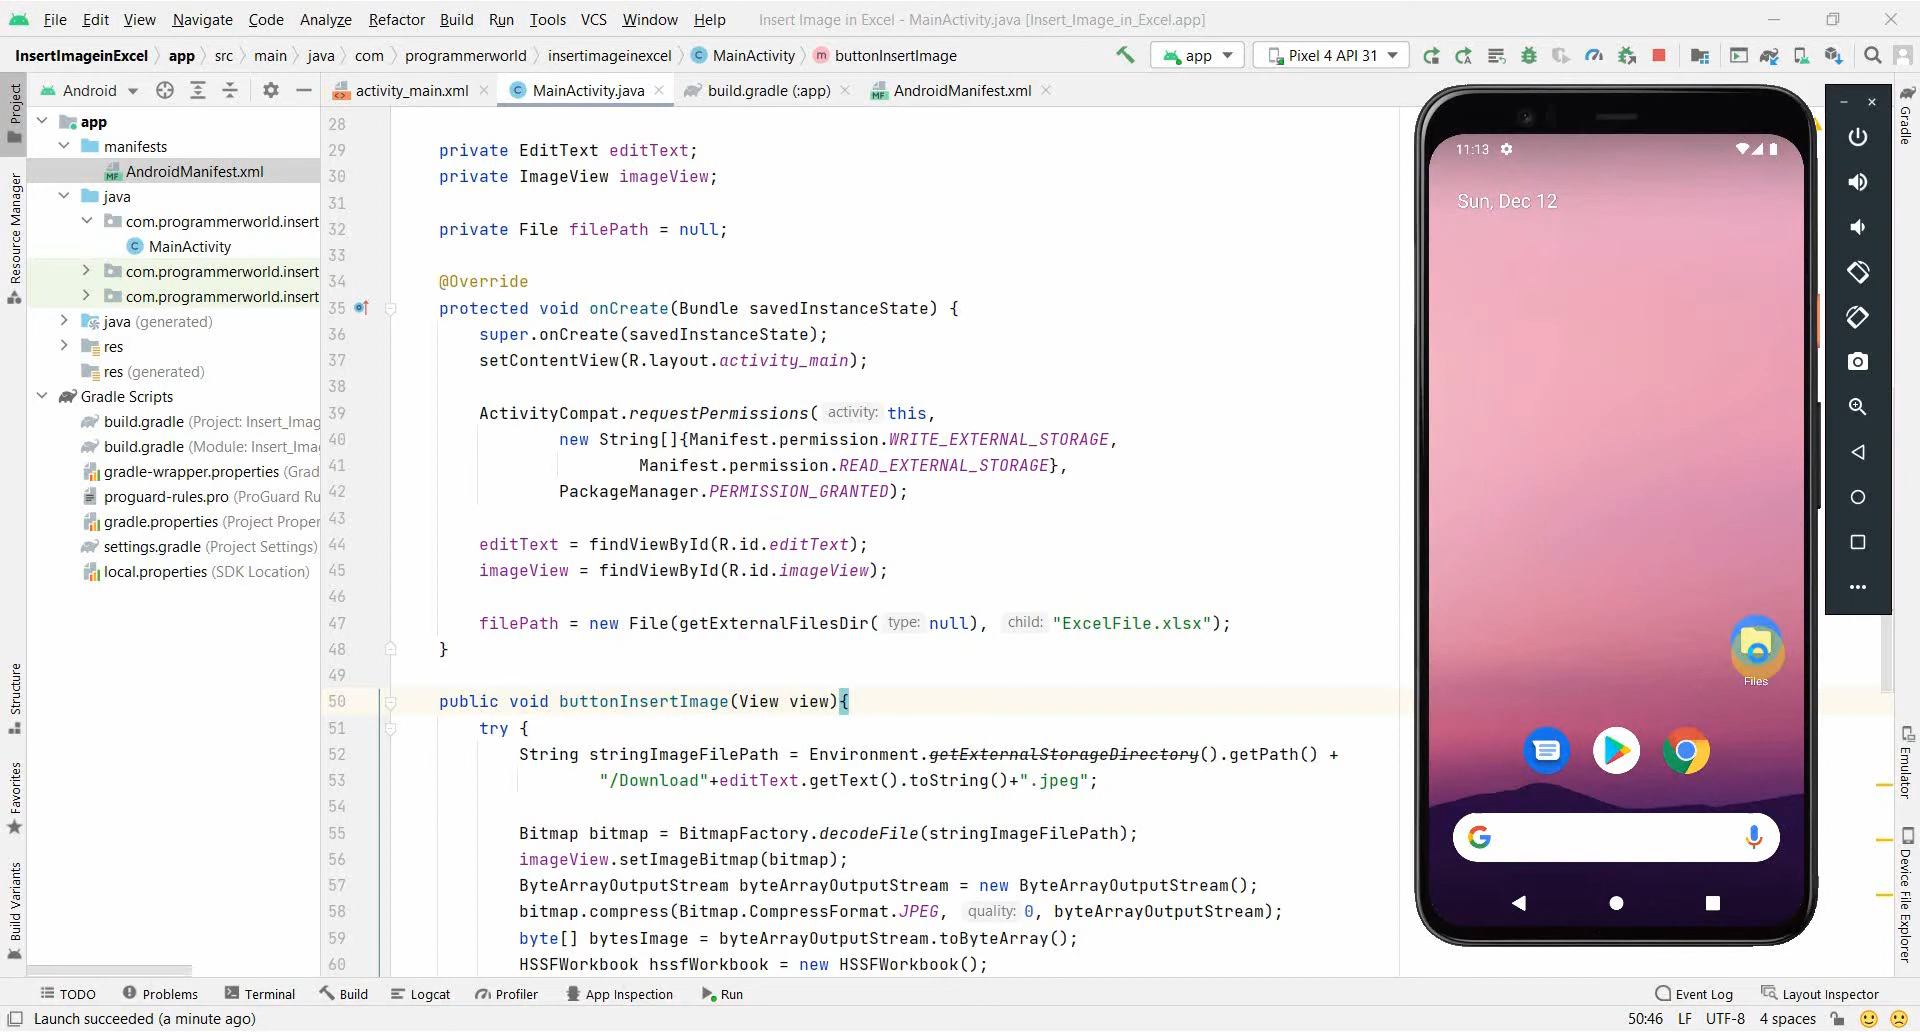 File Edit View Navigate Code Analyze Refactor Build Run Tools VCS Window Help Insert Image in Excel - MainActivity.java [Insert_Image_in_Excel.app]
InsertImageinExcel app src main java com programmerworld insertimageinexcel C MainActivity m buttonInsertImage app Pixel 4 API 31
Android activity_main.xml C MainActivity.java build.gradle (:app) MF AndroidManifest.xml
Project
Resource Manager
Structure
Favorites
Build Variants
app
manifests
MF AndroidManifest.xml
java
com.programmerworld.insert
C MainActivity
com.programmerworld.insert
com.programmerworld.insert
java (generated)
res
res (generated)
Gradle Scripts
build.gradle (Project: Insert_Imag
build.gradle (Module: Insert_Ima
gradle-wrapper.properties (Grad
proguard-rules.pro (ProGuard Ru
gradle.properties (Project Proper
settings.gradle (Project Settings)
local.properties (SDK Location)
28
29 private EditText editText;
30 private ImageView imageView;
31
32 private File filePath = null;
33
34 @Override
35 protected void onCreate(Bundle savedInstanceState) {
36 super.onCreate(savedInstanceState);
37 setContentView(R.layout.activity_main);
38
39 ActivityCompat.requestPermissions( activity: this,
40 new String[]{Manifest.permission.WRITE_EXTERNAL_STORAGE,
41 Manifest.permission.READ_EXTERNAL_STORAGE},
42 PackageManager.PERMISSION_GRANTED);
43
44 editText = findViewById(R.id.editText);
45 imageView = findViewById(R.id.imageView);
46
47 filePath = new File(getExternalFilesDir( type: null), child: "ExcelFile.xlsx");
48 }
49
50 public void buttonInsertImage(View view){
51 try {
52 String stringImageFilePath = Environment.getExternalStorageDirectory().getPath() +
53 "/Download"+editText.getText().toString()+".jpeg";
54
55 Bitmap bitmap = BitmapFactory.decodeFile(stringImageFilePath);
56 imageView.setImageBitmap(bitmap);
57 ByteArrayOutputStream byteArrayOutputStream = new ByteArrayOutputStream();
58 bitmap.compress(Bitmap.CompressFormat.JPEG, quality: 0, byteArrayOutputStream);
59 byte[] bytesImage = byteArrayOutputStream.toByteArray();
60 HSSFWorkbook hssfWorkbook = new HSSFWorkbook();
11:13
Sun, Dec 12
Files
G
Gradle
Emulator
Device File Explorer
TODO Problems Terminal Build Logcat Profiler App Inspection Run Event Log Layout Inspector
Launch succeeded (a minute ago) 50:46 LF UTF-8 4 spaces